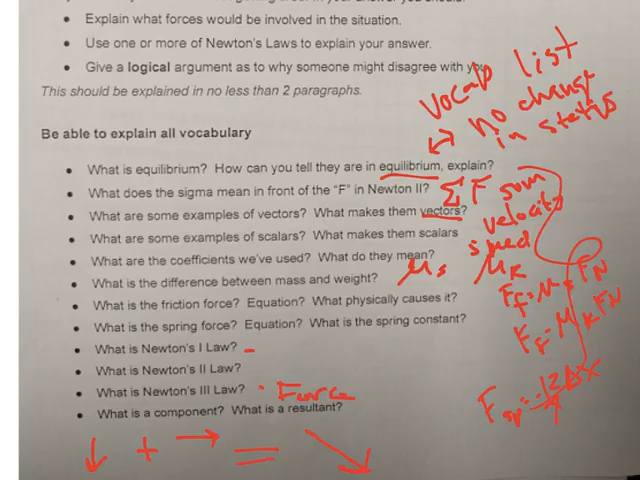 • Explain what forces would be involved in the situation.
• Use one or more of Newton's Laws to explain your answer.
• Give a logical argument as to why someone might disagree with you
This should be explained in no less than 2 paragraphs.
vocab list
Be able to explain all vocabulary
↔ no change
in status
• What is equilibrium? How can you tell they are in equilibrium, explain?
• What does the sigma mean in front of the "F" in Newton II? Σ F sum
• What are some examples of vectors? What makes them vectors? velocity
• What are some examples of scalars? What makes them scalars speed
• What are the coefficients we've used? What do they mean?
• What is the difference between mass and weight? μs μK
• What is the friction force? Equation? What physically causes it?
• What is the spring force? Equation? What is the spring constant?
FF = μKFN
• What is Newton's I Law?
• What is Newton's II Law?
• What is Newton's III Law? Force
• What is a component? What is a resultant?
↓ + → = ↘